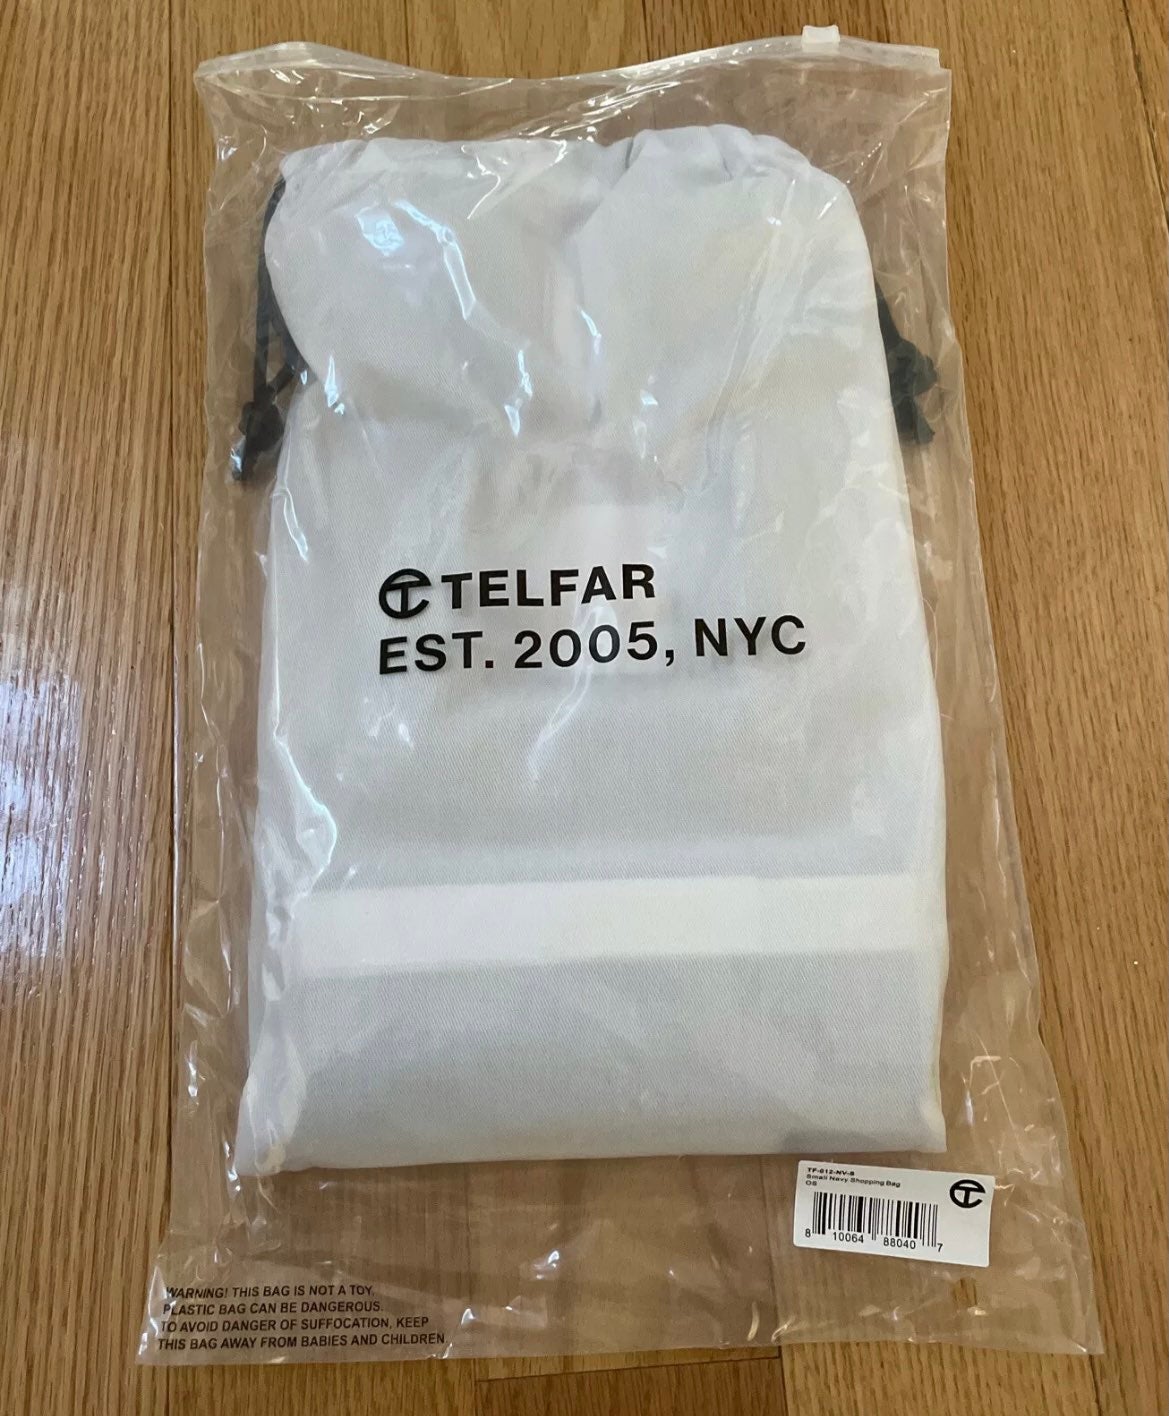 TELFAR
EST. 2005, NYC
TF-012-NV-S
Small Navy Shopping Bag
OS
8 10064 88040 7
WARNING! THIS BAG IS NOT A TOY.
PLASTIC BAG CAN BE DANGEROUS.
TO AVOID DANGER OF SUFFOCATION, KEEP
THIS BAG AWAY FROM BABIES AND CHILDREN